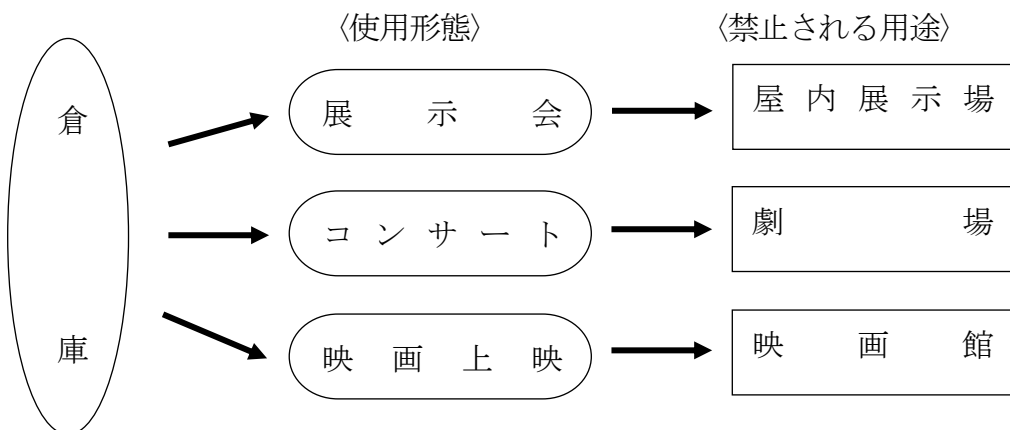 〈使用形態〉
〈禁止される用途〉
倉庫
展示会
屋内展示場
コンサート
劇場
映画上映
映画館